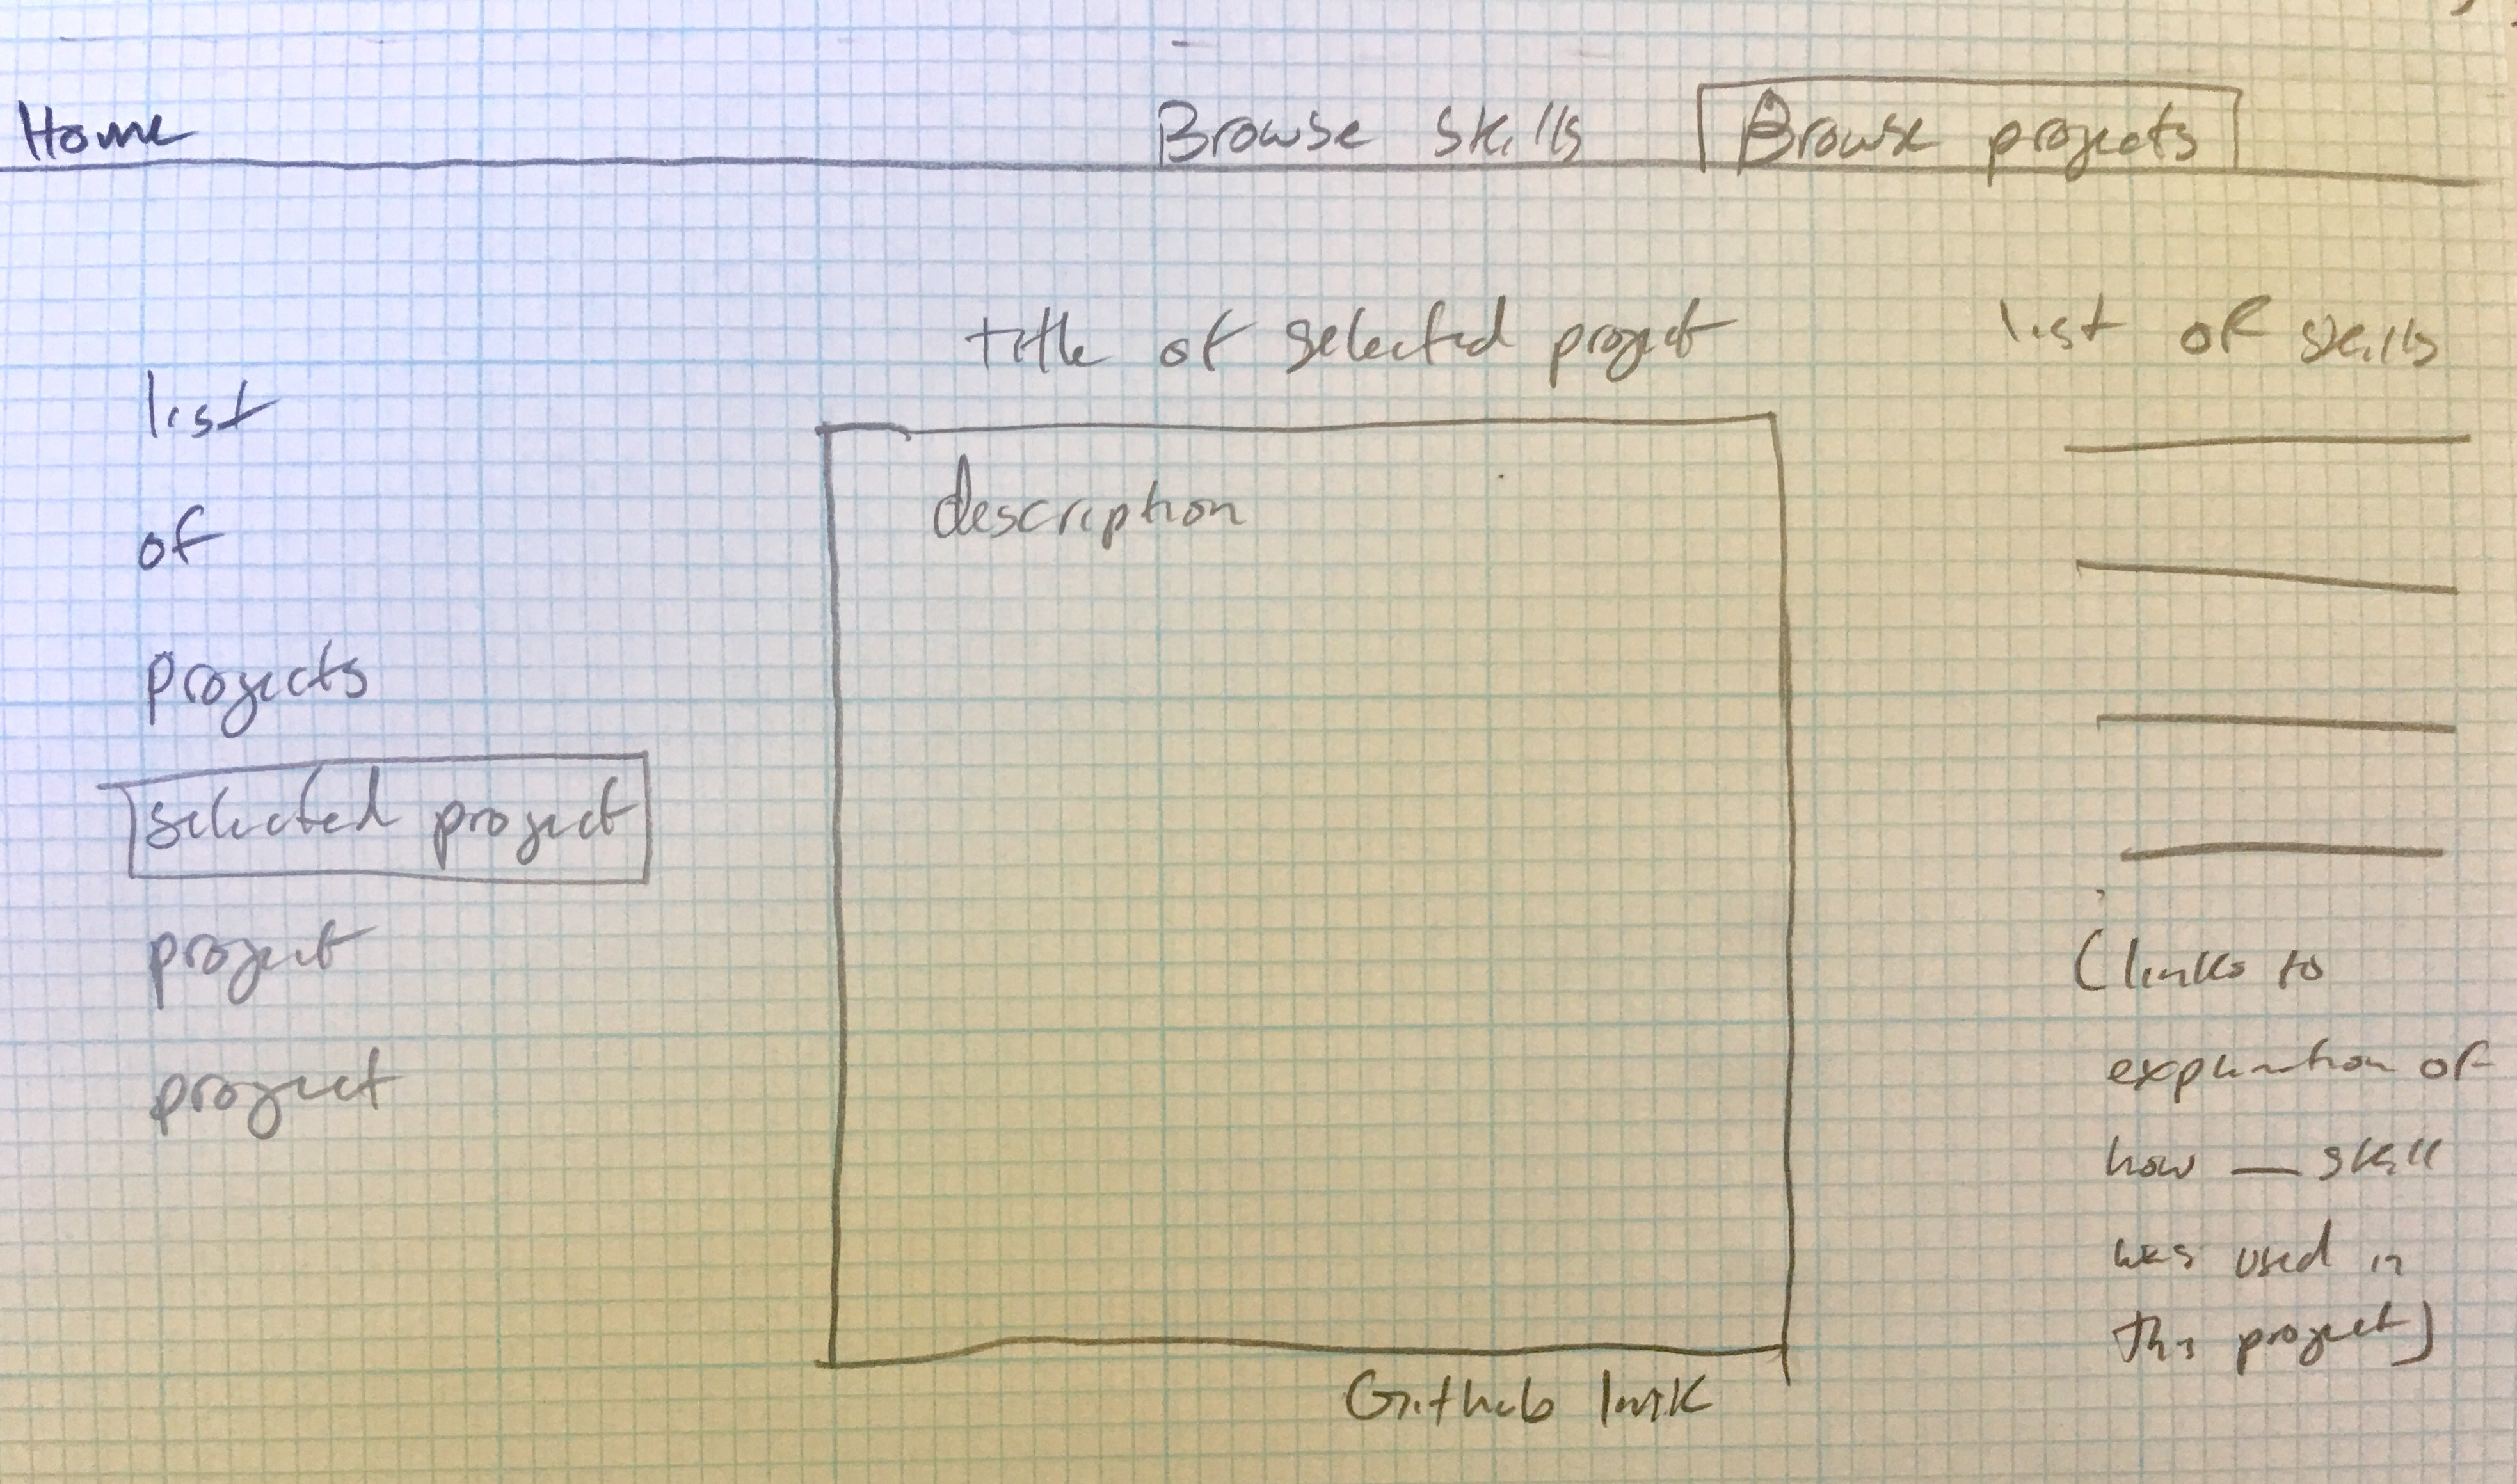 Home Browse skills Browse projects
list
of
projects
selected project
project
project
title of selected project
description
Github link
list of skills
(links to
explanation of
how __ skill
was used in
this project)